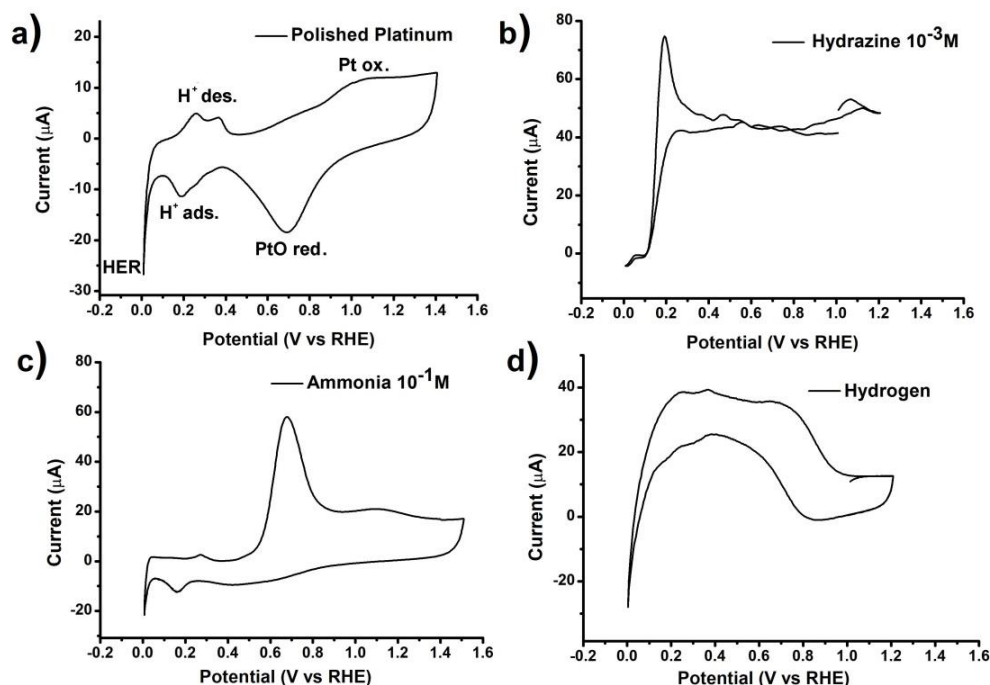 a)
Polished Platinum
Pt ox.
H+ des.
H+ ads.
PtO red.
HER
20
10
0
-10
-20
-30
Current (µA)
-0.2 0.0 0.2 0.4 0.6 0.8 1.0 1.2 1.4 1.6
Potential (V vs RHE)
b)
Hydrazine 10⁻³M
80
60
40
20
0
Current (µA)
-0.2 0.0 0.2 0.4 0.6 0.8 1.0 1.2 1.4 1.6
Potential (V vs RHE)
c)
Ammonia 10⁻¹M
80
60
40
20
0
-20
Current (µA)
-0.2 0.0 0.2 0.4 0.6 0.8 1.0 1.2 1.4 1.6
Potential (V vs RHE)
d)
Hydrogen
40
20
0
-20
Current (µA)
-0.2 0.0 0.2 0.4 0.6 0.8 1.0 1.2 1.4 1.6
Potential (V vs RHE)